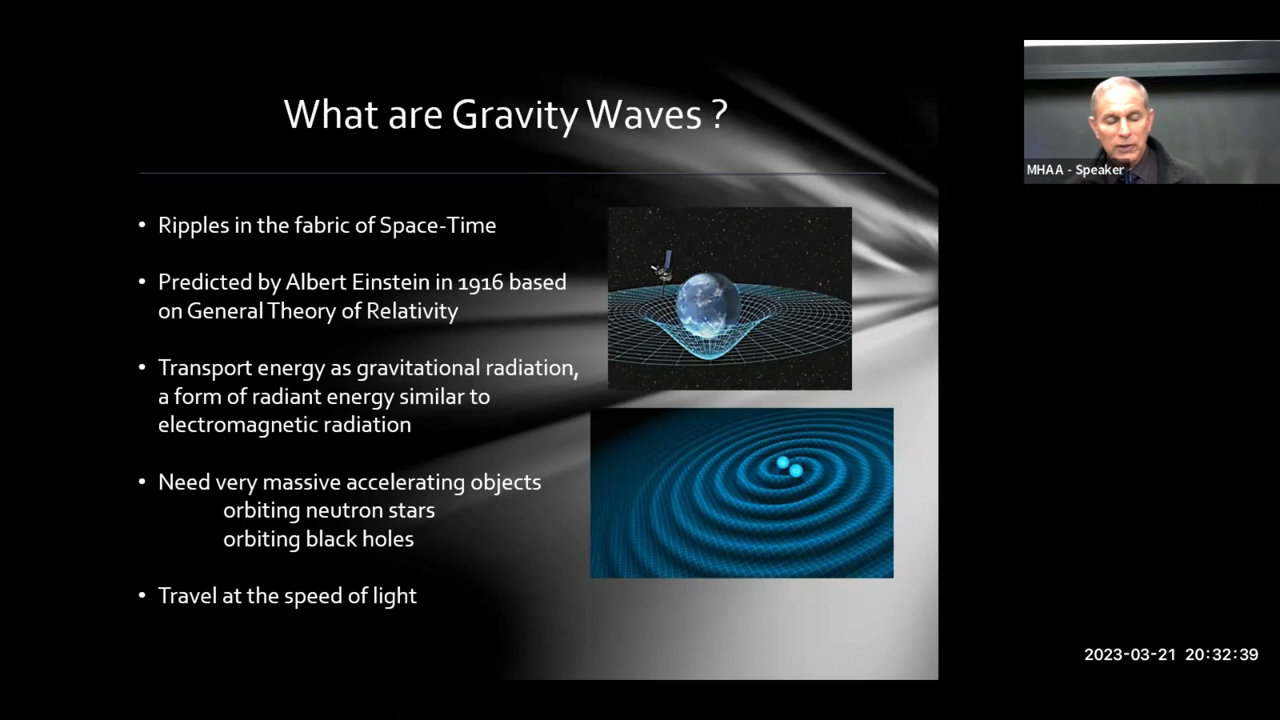 What are Gravity Waves ?
• Ripples in the fabric of Space-Time
• Predicted by Albert Einstein in 1916 based
on General Theory of Relativity
• Transport energy as gravitational radiation,
a form of radiant energy similar to
electromagnetic radiation
• Need very massive accelerating objects
orbiting neutron stars
orbiting black holes
• Travel at the speed of light
MHAA - Speaker
2023-03-21 20:32:39